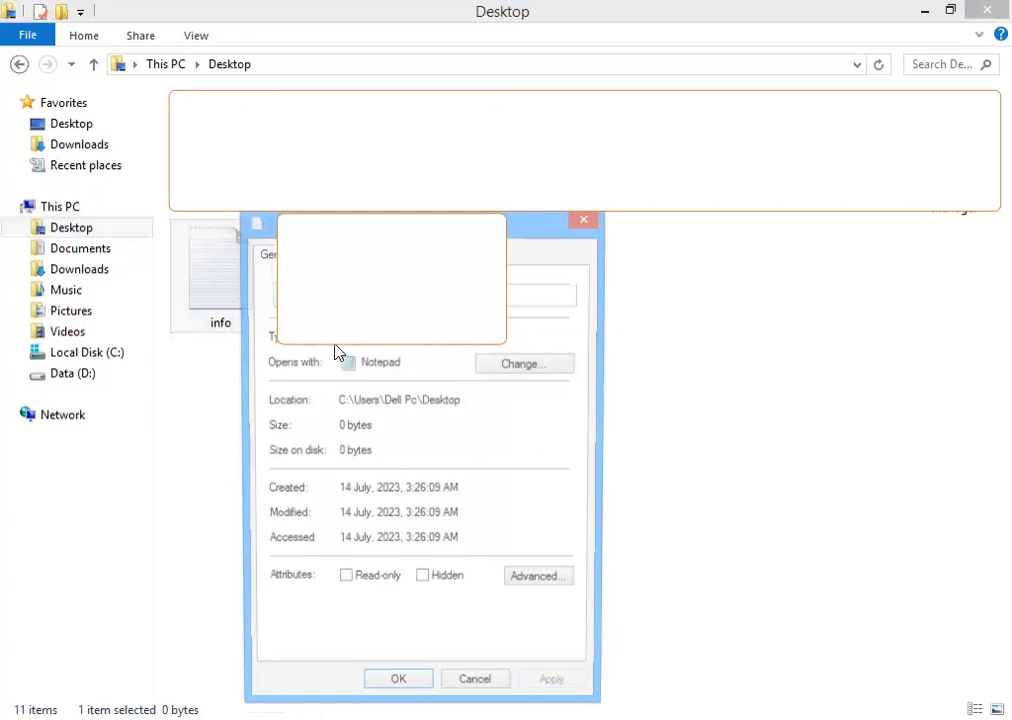 Desktop
File Home Share View
This PC Desktop
Search De...
Favorites
Desktop
Downloads
Recent places
This PC
Desktop
Documents
Downloads
Music
Pictures
Videos
Local Disk (C:)
Data (D:)
Network
info
Opens with: Notepad Change...
Location: C:\Users\Dell Pc\Desktop
Size: 0 bytes
Size on disk: 0 bytes
Created: 14 July, 2023, 3:26:09 AM
Modified: 14 July, 2023, 3:26:09 AM
Accessed: 14 July, 2023, 3:26:09 AM
Attributes: Read-only Hidden Advanced...
OK Cancel Apply
11 items 1 item selected 0 bytes